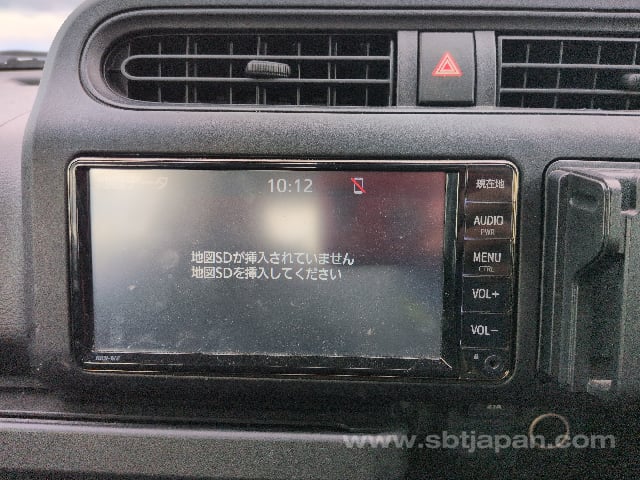 10:12
現在地
AUDIO
PWR
地図SDが挿入されていません
地図SDを挿入してください
MENU
CTRL
VOL+
VOL−
www.sbtjapan.com